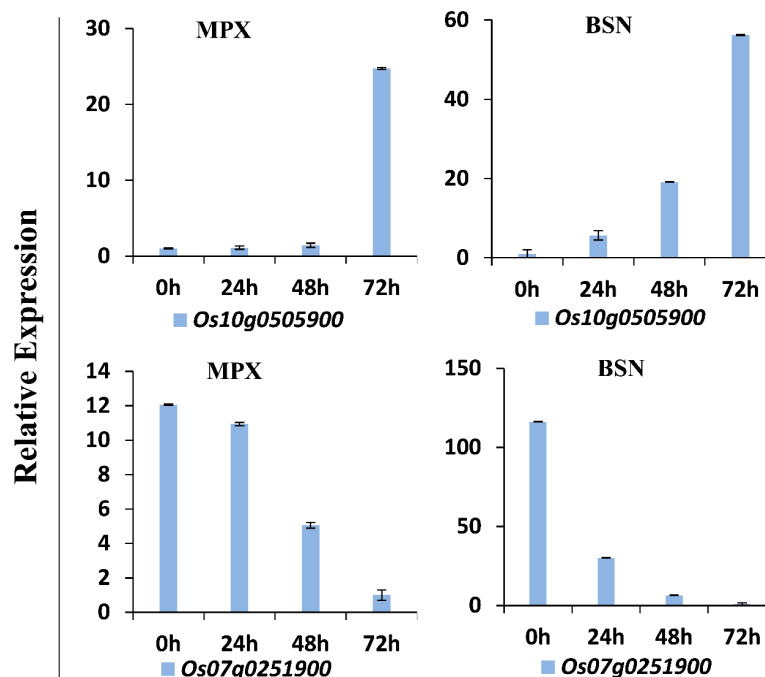 Relative Expression
MPX
30
20
10
0
0h 24h 48h 72h
Os10g0505900
BSN
60
40
20
0
0h 24h 48h 72h
Os10g0505900
MPX
14
12
10
8
6
4
2
0
0h 24h 48h 72h
Os07g0251900
BSN
150
100
50
0
0h 24h 48h 72h
Os07g0251900